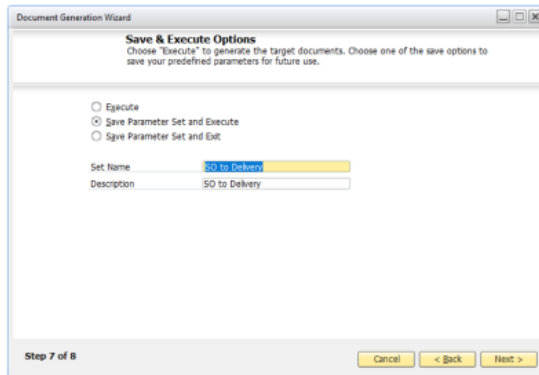 Document Generation Wizard
Save & Execute Options
Choose "Execute" to generate the target documents. Choose one of the save options to
save your predefined parameters for future use.
Execute
Save Parameter Set and Execute
Save Parameter Set and Exit
Set Name SO to Delivery
Description SO to Delivery
Step 7 of 8
Cancel < Back Next >